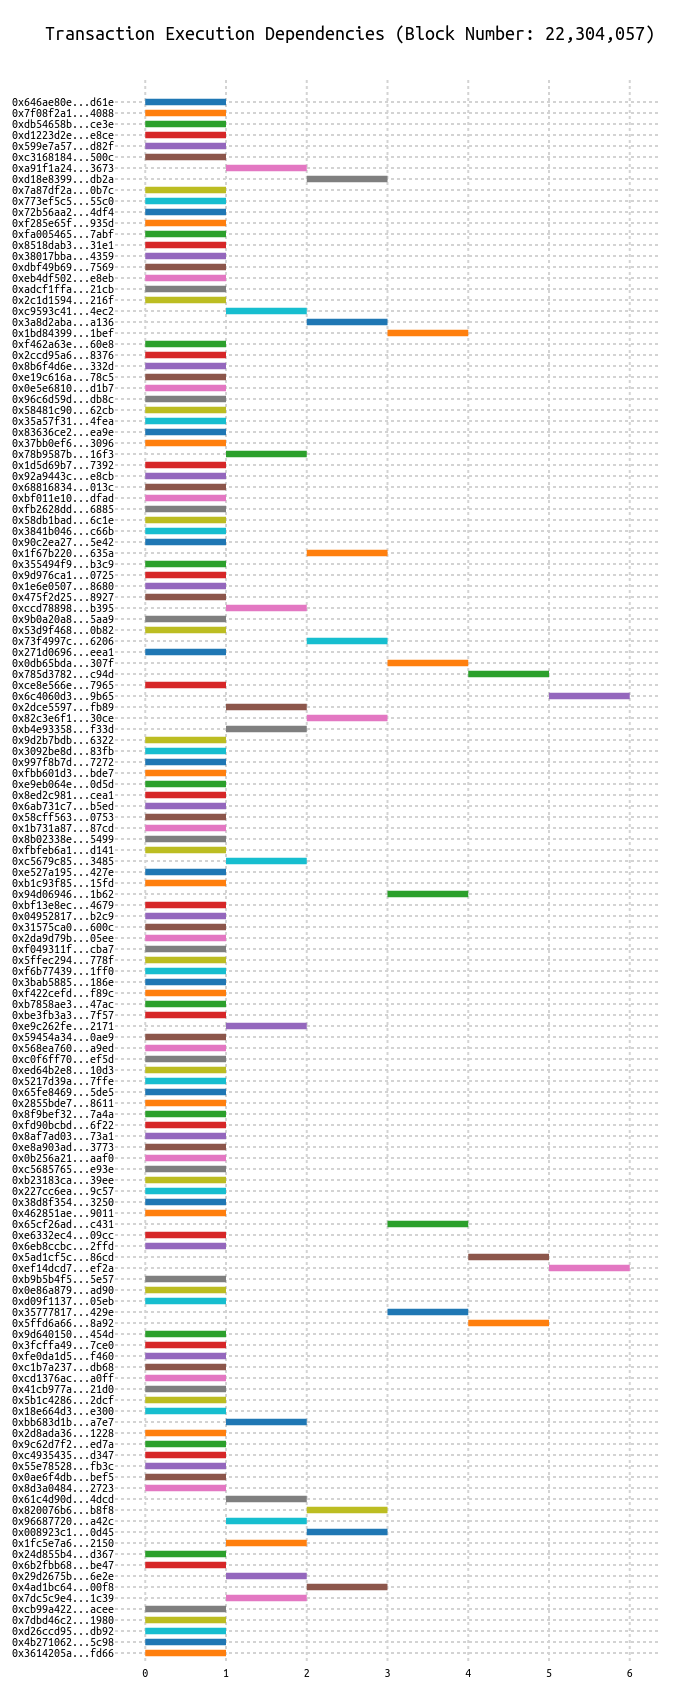 Transaction Execution Dependencies (Block Number: 22,304,057)
0x646ae80e...d61e
0x7f08f2a1...4088
0xdb54658b...ce3e
0xd1223d2e...e8ce
0x599e7a57...d82f
0xc3168184...500c
0xa91f1a24...3673
0xd18e8399...db2a
0x7a87df2a...0b7c
0x773ef5c5...55c0
0x72b56aa2...4df4
0xf285e65f...935d
0xfa005465...7abf
0x8518dab3...31e1
0x38017bba...4359
0xdbf49b69...7569
0xeb4df502...e8eb
0xadcf1ffa...21cb
0x2c1d1594...216f
0xc9593c41...4ec2
0x3a8d2aba...a136
0x1bd84399...1bef
0xf462a63e...60e8
0x2ccd95a6...8376
0x8b6f4d6e...332d
0xe19c616a...78c5
0x0e5e6810...d1b7
0x96c6d59d...db8c
0x58481c90...62cb
0x35a57f31...4fea
0x83636ce2...ea9e
0x37bb0ef6...3096
0x78b9587b...16f3
0x1d5d69b7...7392
0x92a9443c...e8cb
0x68816834...013c
0xbf011e10...dfad
0xfb2628dd...6885
0x58db1bad...6c1e
0x3841b046...c66b
0x90c2ea27...5e42
0x1f67b220...635a
0x355494f9...b3c9
0x9d976ca1...0725
0x1e6e0507...8680
0x475f2d25...8927
0xccd78898...b395
0x9b0a20a8...5aa9
0x53d9f468...0b82
0x73f4997c...6206
0x271d0696...eea1
0x0db65bda...307f
0x785d3782...c94d
0xce8e566e...7965
0x6c4060d3...9b65
0x2dce5597...fb89
0x82c3e6f1...30ce
0xb4e93358...f33d
0x9d2b7bdb...6322
0x3092be8d...83fb
0x997f8b7d...7272
0xfbb601d3...bde7
0xe9eb064e...0d5d
0x8ed2c981...cea1
0x6ab731c7...b5ed
0x58cff563...0753
0x1b731a87...87cd
0x8b02338e...5499
0xfbfeb6a1...d141
0xc5679c85...3485
0xe527a195...427e
0xb1c93f85...15fd
0x94d06946...1b62
0xbf13e8ec...4679
0x04952817...b2c9
0x31575ca0...600c
0x2da9d79b...05ee
0xf049311f...cba7
0x5ffec294...778f
0xf6b77439...1ff0
0x3bab5885...186e
0xf422cefd...f89c
0xb7858ae3...47ac
0xbe3fb3a3...7f57
0xe9c262fe...2171
0x59454a34...0ae9
0x568ea760...a9ed
0xc0f6ff70...ef5d
0xed64b2e8...10d3
0x5217d39a...7ffe
0x65fe8469...5de5
0x2855bde7...8611
0x8f9bef32...7a4a
0xfd90bcbd...6f22
0x8af7ad03...73a1
0xe8a903ad...3773
0x0b256a21...aaf0
0xc5685765...e93e
0xb23183ca...39ee
0x227cc6ea...9c57
0x38d8f354...3250
0x462851ae...9011
0x65cf26ad...c431
0xe6332ec4...09cc
0x6eb8ccbc...2ffd
0x5ad1cf5c...86cd
0xef14dcd7...ef2a
0xb9b5b4f5...5e57
0x0e86a879...ad90
0xd09f1137...05eb
0x35777817...429e
0x5ffd6a66...8a92
0x9d640150...454d
0x3fcffa49...7ce0
0xfe0da1d5...f460
0xc1b7a237...db68
0xcd1376ac...a0ff
0x41cb977a...21d0
0x5b1c4286...2dcf
0x18e664d3...e300
0xbb683d1b...a7e7
0x2d8ada36...1228
0x9c62d7f2...ed7a
0xc4935435...d347
0x55e78528...fb3c
0x0ae6f4db...bef5
0x8d3a0484...2723
0x61c4d90d...4dcd
0x820076b6...b8f8
0x96687720...a42c
0x008923c1...0d45
0x1fc5e7a6...2150
0x24d855b4...d367
0x6b2fbb68...be47
0x29d2675b...6e2e
0x4ad1bc64...00f8
0x7dc5c9e4...1c39
0xcb99a422...acee
0x7dbd46c2...1980
0xd26ccd95...db92
0x4b271062...5c98
0x3614205a...fd66
0 1 2 3 4 5 6